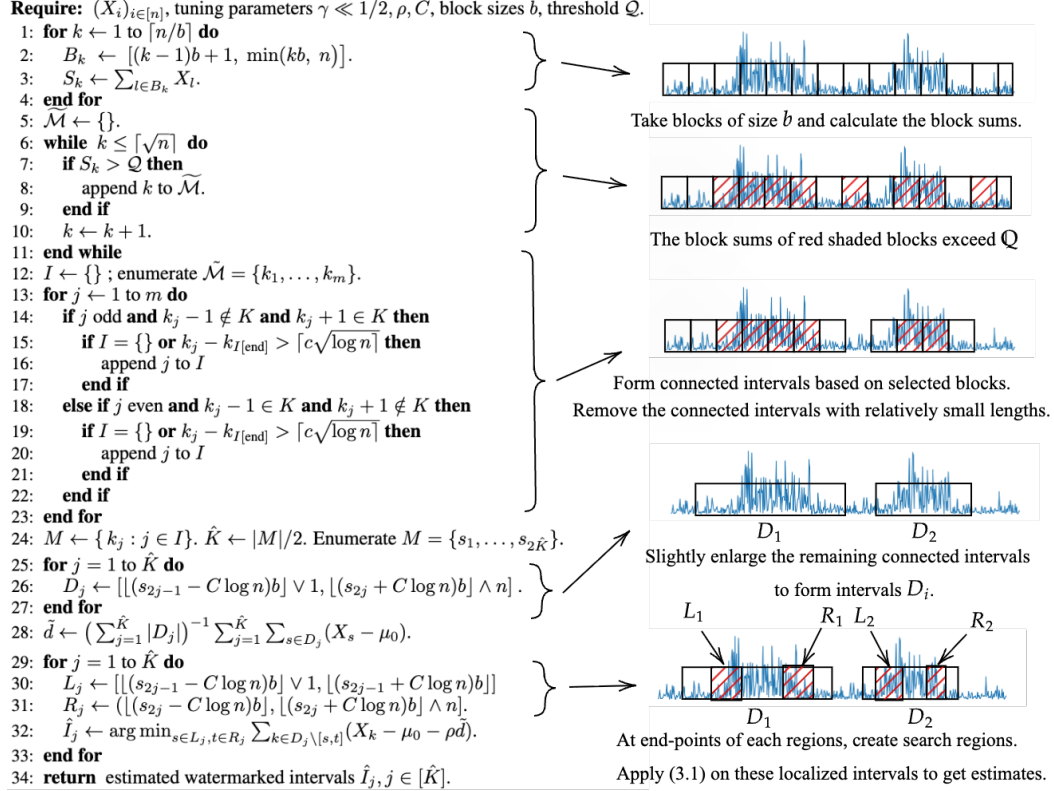 Require: (X_i)_{i∈[n]}, tuning parameters γ ≪ 1/2, ρ, C, block sizes b, threshold 𝒬.
1: for k ← 1 to ⌈n/b⌉ do
2: B_k ← [(k − 1)b + 1, min(kb, n)].
3: S_k ← ∑_{l∈B_k} X_l.
4: end for
5: M̃ ← {}.
6: while k ≤ ⌈√n⌉ do
7: if S_k > 𝒬 then
8: append k to M̃.
9: end if
10: k ← k + 1.
11: end while
12: I ← {} ; enumerate M̃ = {k_1, . . . , k_m}.
13: for j ← 1 to m do
14: if j odd and k_j − 1 ∉ K and k_j + 1 ∈ K then
15: if I = {} or k_j − k_{I[end]} > ⌈c√log n⌉ then
16: append j to I
17: end if
18: else if j even and k_j − 1 ∈ K and k_j + 1 ∉ K then
19: if I = {} or k_j − k_{I[end]} > ⌈c√log n⌉ then
20: append j to I
21: end if
22: end if
23: end for
24: M ← {k_j : j ∈ I}. K̂ ← |M|/2. Enumerate M = {s_1, . . . , s_{2K̂}}.
25: for j = 1 to K̂ do
26: D_j ← [⌊(s_{2j−1} − C log n)b⌋ ∨ 1, ⌊(s_{2j} + C log n)b⌋ ∧ n] .
27: end for
28: d̃ ← (∑_{j=1}^{K̂} |D_j|)^{−1} ∑_{j=1}^{K̂} ∑_{s∈D_j} (X_s − μ_0).
29: for j = 1 to K̂ do
30: L_j ← [⌊(s_{2j−1} − C log n)b⌋ ∨ 1, ⌊(s_{2j−1} + C log n)b⌋]
31: R_j ← (⌊(s_{2j} − C log n)b⌋, ⌊(s_{2j} + C log n)b⌋ ∧ n].
32: Î_j ← arg min_{s∈L_j,t∈R_j} ∑_{k∈D_j\[s,t]} (X_k − μ_0 − ρd̃).
33: end for
34: return estimated watermarked intervals Î_j, j ∈ [K̂].
Take blocks of size b and calculate the block sums.
The block sums of red shaded blocks exceed ℚ
Form connected intervals based on selected blocks.
Remove the connected intervals with relatively small lengths.
D_1 D_2
Slightly enlarge the remaining connected intervals
to form intervals D_i.
L_1 R_1 L_2 R_2
D_1 D_2
At end-points of each regions, create search regions.
Apply (3.1) on these localized intervals to get estimates.